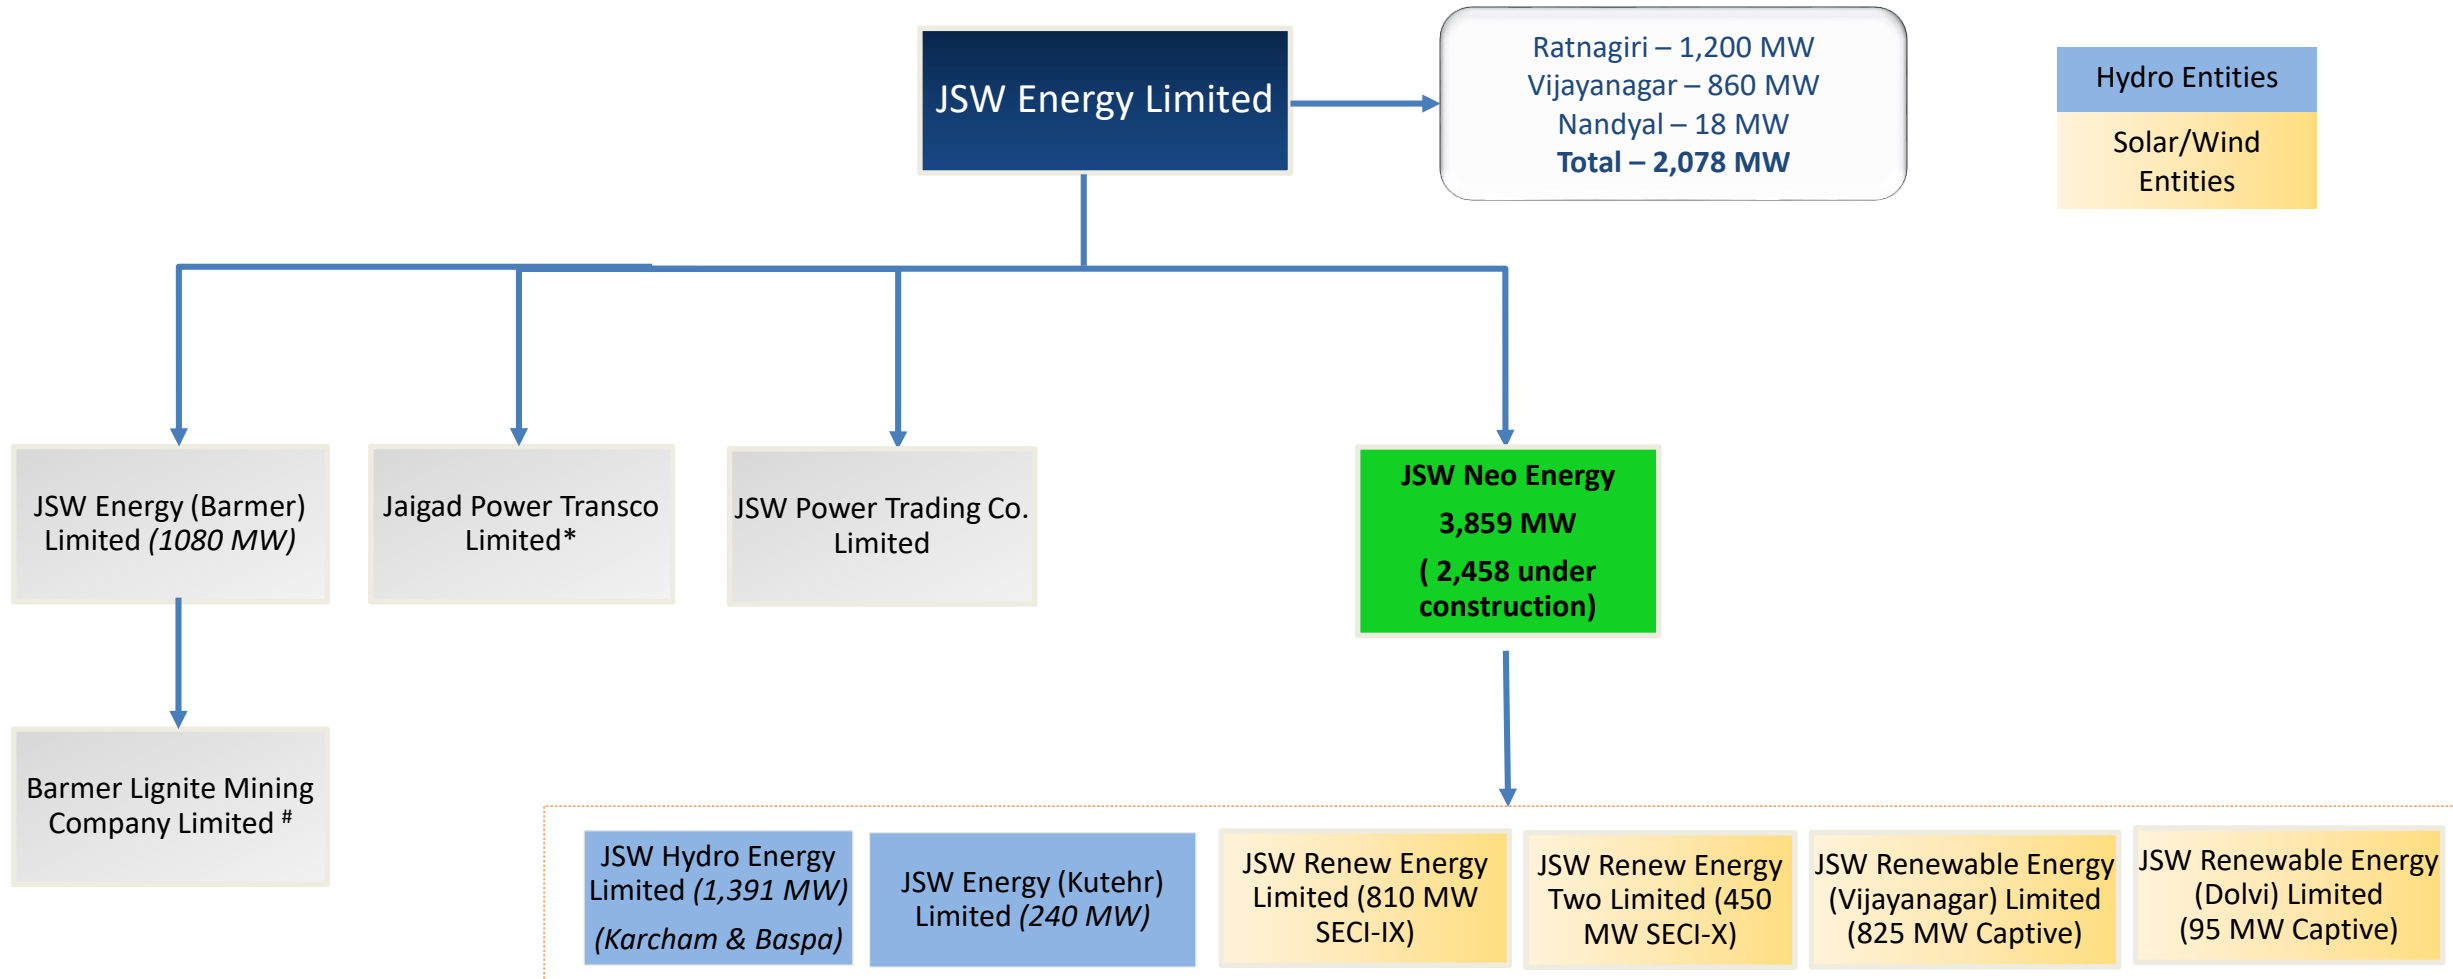 JSW Energy Limited
Ratnagiri – 1,200 MW
Vijayanagar – 860 MW
Nandyal – 18 MW
Total – 2,078 MW
Hydro Entities
Solar/Wind
Entities
JSW Energy (Barmer)
Limited (1080 MW)
Jaigad Power Transco
Limited*
JSW Power Trading Co.
Limited
JSW Neo Energy
3,859 MW
( 2,458 under
construction)
Barmer Lignite Mining
Company Limited #
JSW Hydro Energy
Limited (1,391 MW)
(Karcham & Baspa)
JSW Energy (Kutehr)
Limited (240 MW)
JSW Renew Energy
Limited (810 MW
SECI-IX)
JSW Renew Energy
Two Limited (450
MW SECI-X)
JSW Renewable Energy
(Vijayanagar) Limited
(825 MW Captive)
JSW Renewable Energy
(Dolvi) Limited
(95 MW Captive)